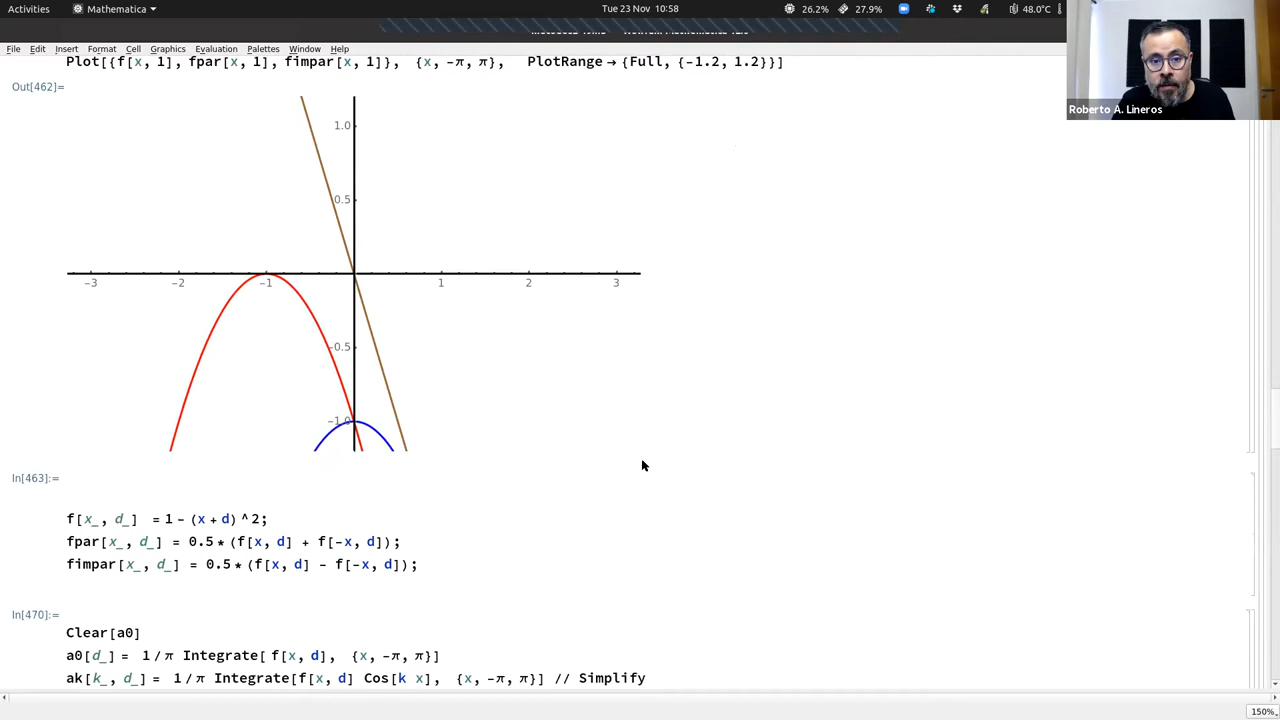 Activities Mathematica Tue 23 Nov 10:58 26.2% 27.9% 48.0°C
File Edit Insert Format Cell Graphics Evaluation Palettes Window Help
Plot[{f[x, 1], fpar[x, 1], fimpar[x, 1]}, {x, -π, π}, PlotRange → {Full, {-1.2, 1.2}}]
Out[462]=
Roberto A. Lineros
1.0
0.5
-3 -2 -1 1 2 3
-0.5
-1.0
In[463]:=
f[x_, d_] = 1 - (x + d)^2;
fpar[x_, d_] = 0.5*(f[x, d] + f[-x, d]);
fimpar[x_, d_] = 0.5*(f[x, d] - f[-x, d]);
In[470]:=
Clear[a0]
a0[d_] = 1/π Integrate[ f[x, d], {x, -π, π}]
ak[k_, d_] = 1/π Integrate[f[x, d] Cos[k x], {x, -π, π}] // Simplify
150%